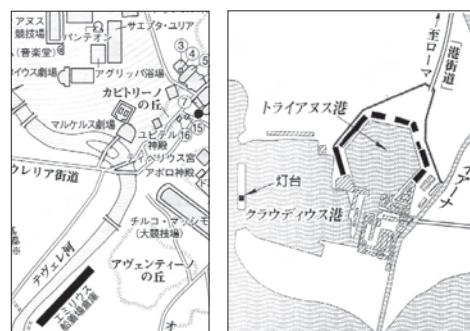 アヌス
競技場
パンテオン
サエプタ・ユリア
(音楽堂)
アグリッパ浴場
イウス劇場
③
④
⑤
カピトリーノ
の丘
⑦
マルケルス劇場
ユピテル
神殿
16
⑮
ティベリウス宮
アポロ神殿
ウレリア街道
チルコ・マッシモ
(大競技場)
テヴェレ河
アヴェンティーノ
の丘
エミリウス
船着場倉庫
「港街道」
至ローマ
トライアヌス港
灯台
クラウディウス港